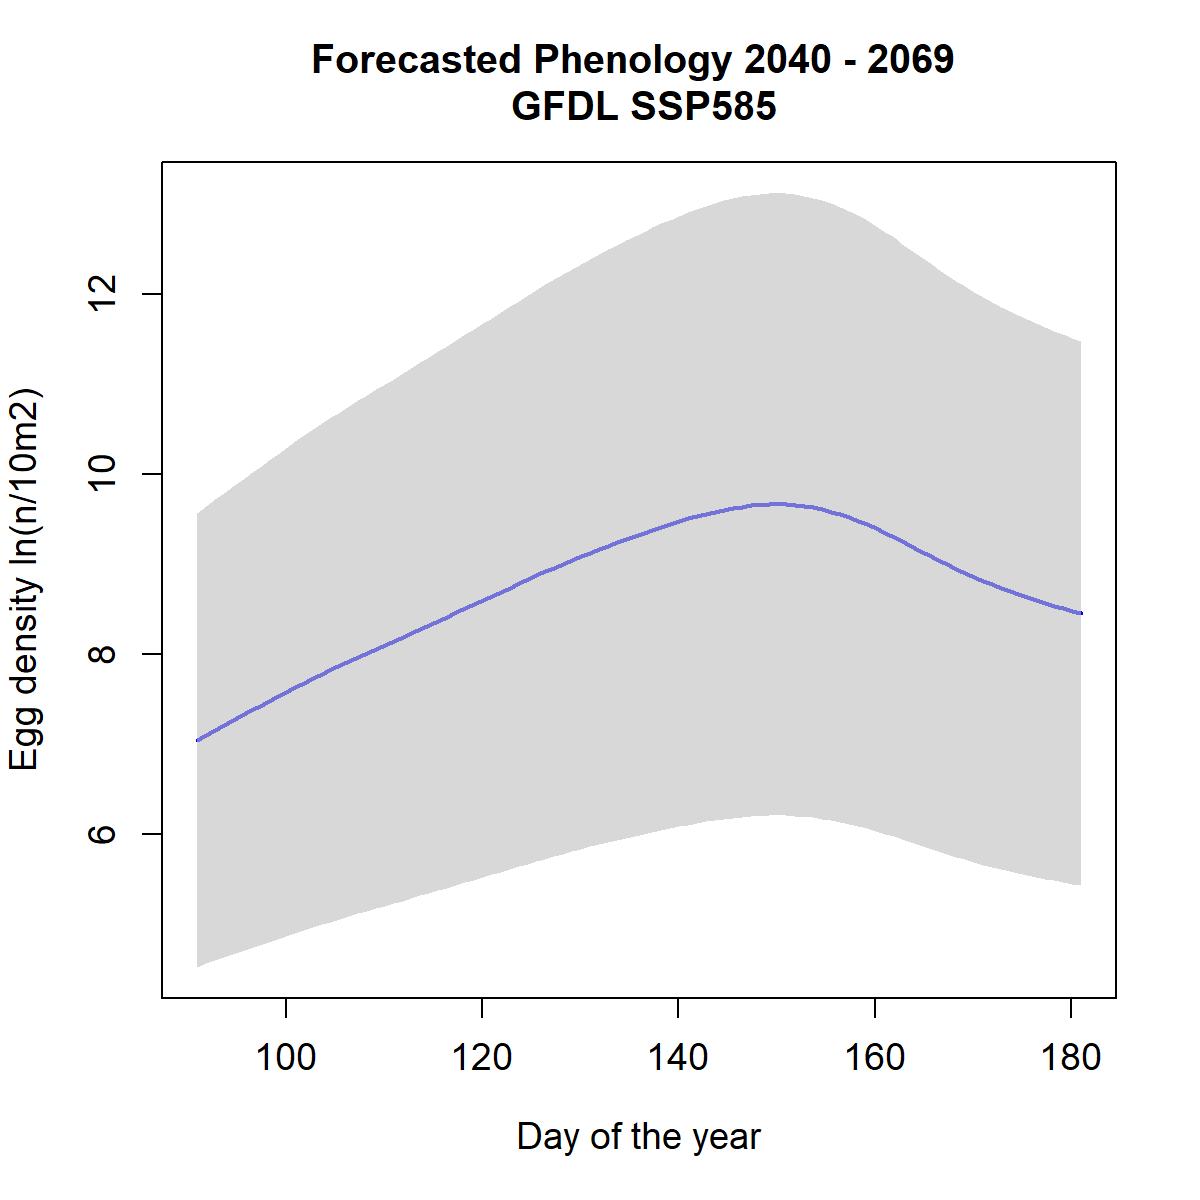 Forecasted Phenology 2040 - 2069
GFDL SSP585
Egg density ln(n/10m2)
12
10
8
6
100 120 140 160 180
Day of the year